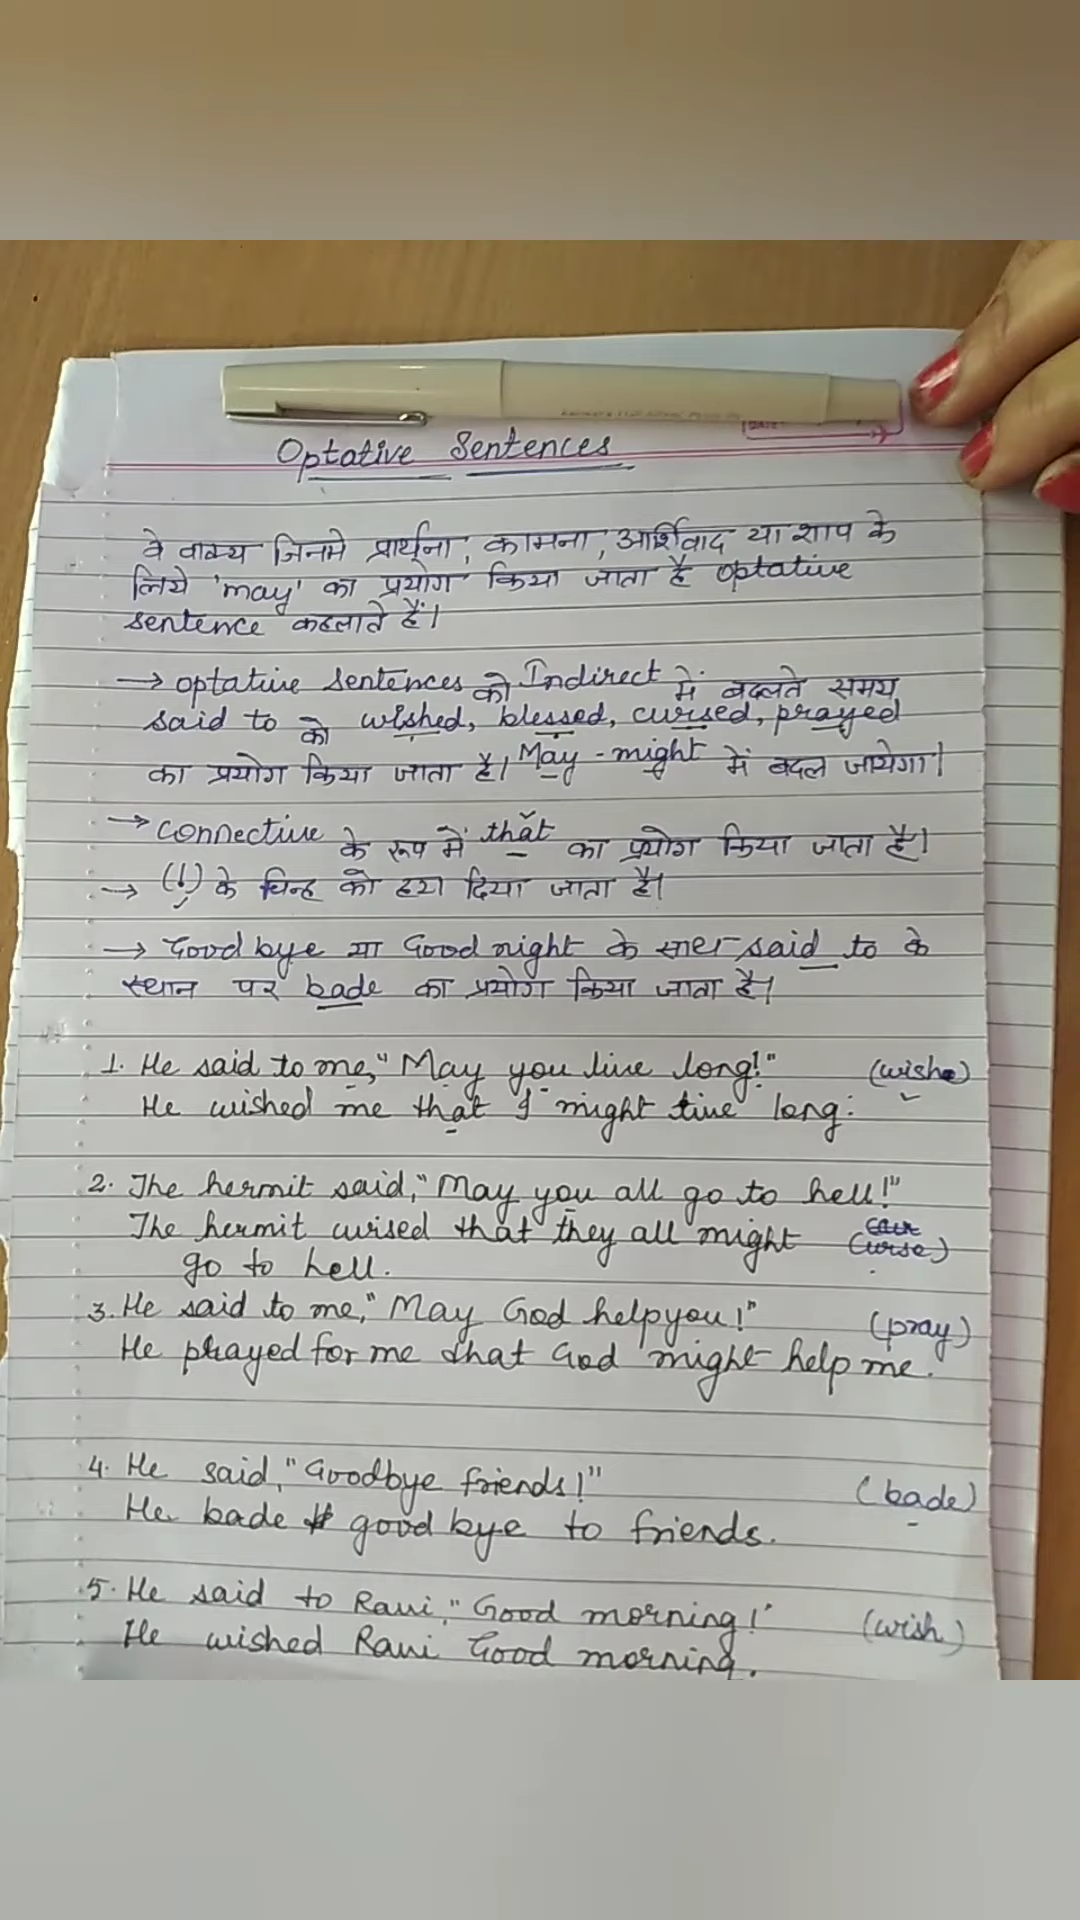 Optative Sentences
वे वाक्य जिनमे प्रार्थना, कामना, आर्शिवाद या शाप के
लिये 'may' का प्रयोग किया जाता है optative
sentence कहलाते हैं।
→ optative sentences को Indirect में बदलते समय
said to को wished, blessed, cursed, prayed
का प्रयोग किया जाता है। May - might में बदल जायेगा।
→ connective के रूप में that का प्रयोग किया जाता है।
→ (!) के चिन्ह को हटा दिया जाता है।
→ Good bye या Good night के साथ said to के
स्थान पर bade का प्रयोग किया जाता है।
1. He said to me, "May you live long!" (wish)
He wished me that I might live long.
2. The hermit said, "May you all go to hell!"
The hermit cursed that they all might (curse)
go to hell.
3. He said to me, "May God help you!" (pray)
He prayed for me that God might help me.
4. He said, "Goodbye friends!" (bade)
He bade good bye to friends.
5. He said to Ravi, "Good morning!" (wish)
He wished Ravi Good morning.